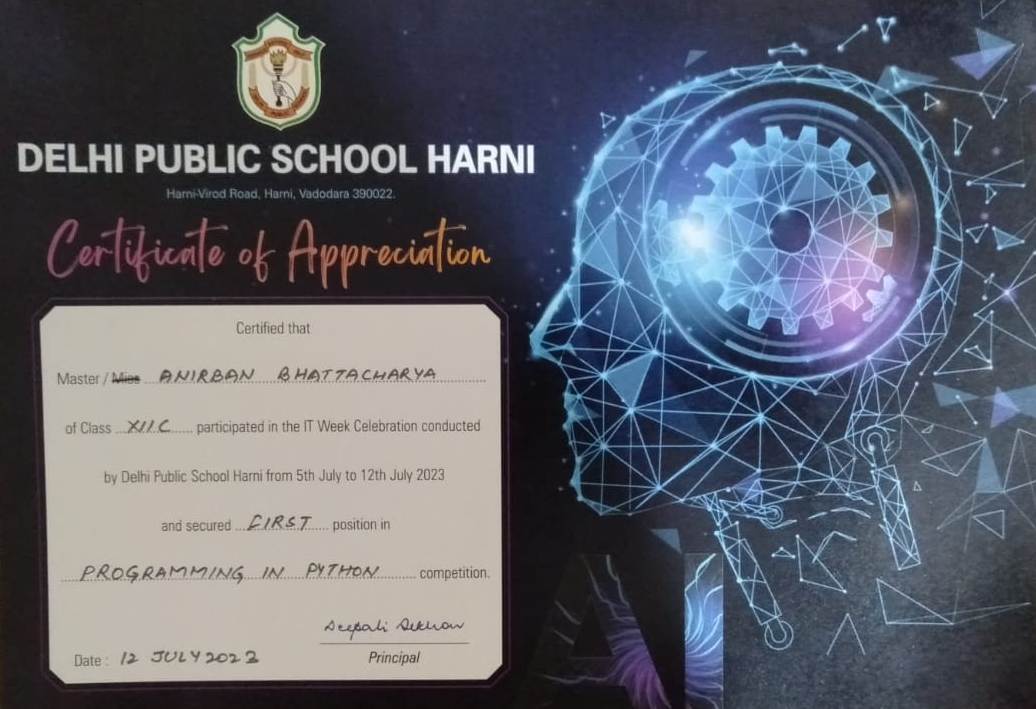 DELHI PUBLIC SCHOOL HARNI
Harni-Virod Road, Harni, Vadodara 390022.
Certificate of Appreciation
Certified that
Master / Miss ANIRBAN BHATTACHARYA
of Class XII C participated in the IT Week Celebration conducted
by Delhi Public School Harni from 5th July to 12th July 2023
and secured FIRST position in
PROGRAMMING IN PYTHON competition.
Deepali
Date : 12 JULY 2023
Principal
AI